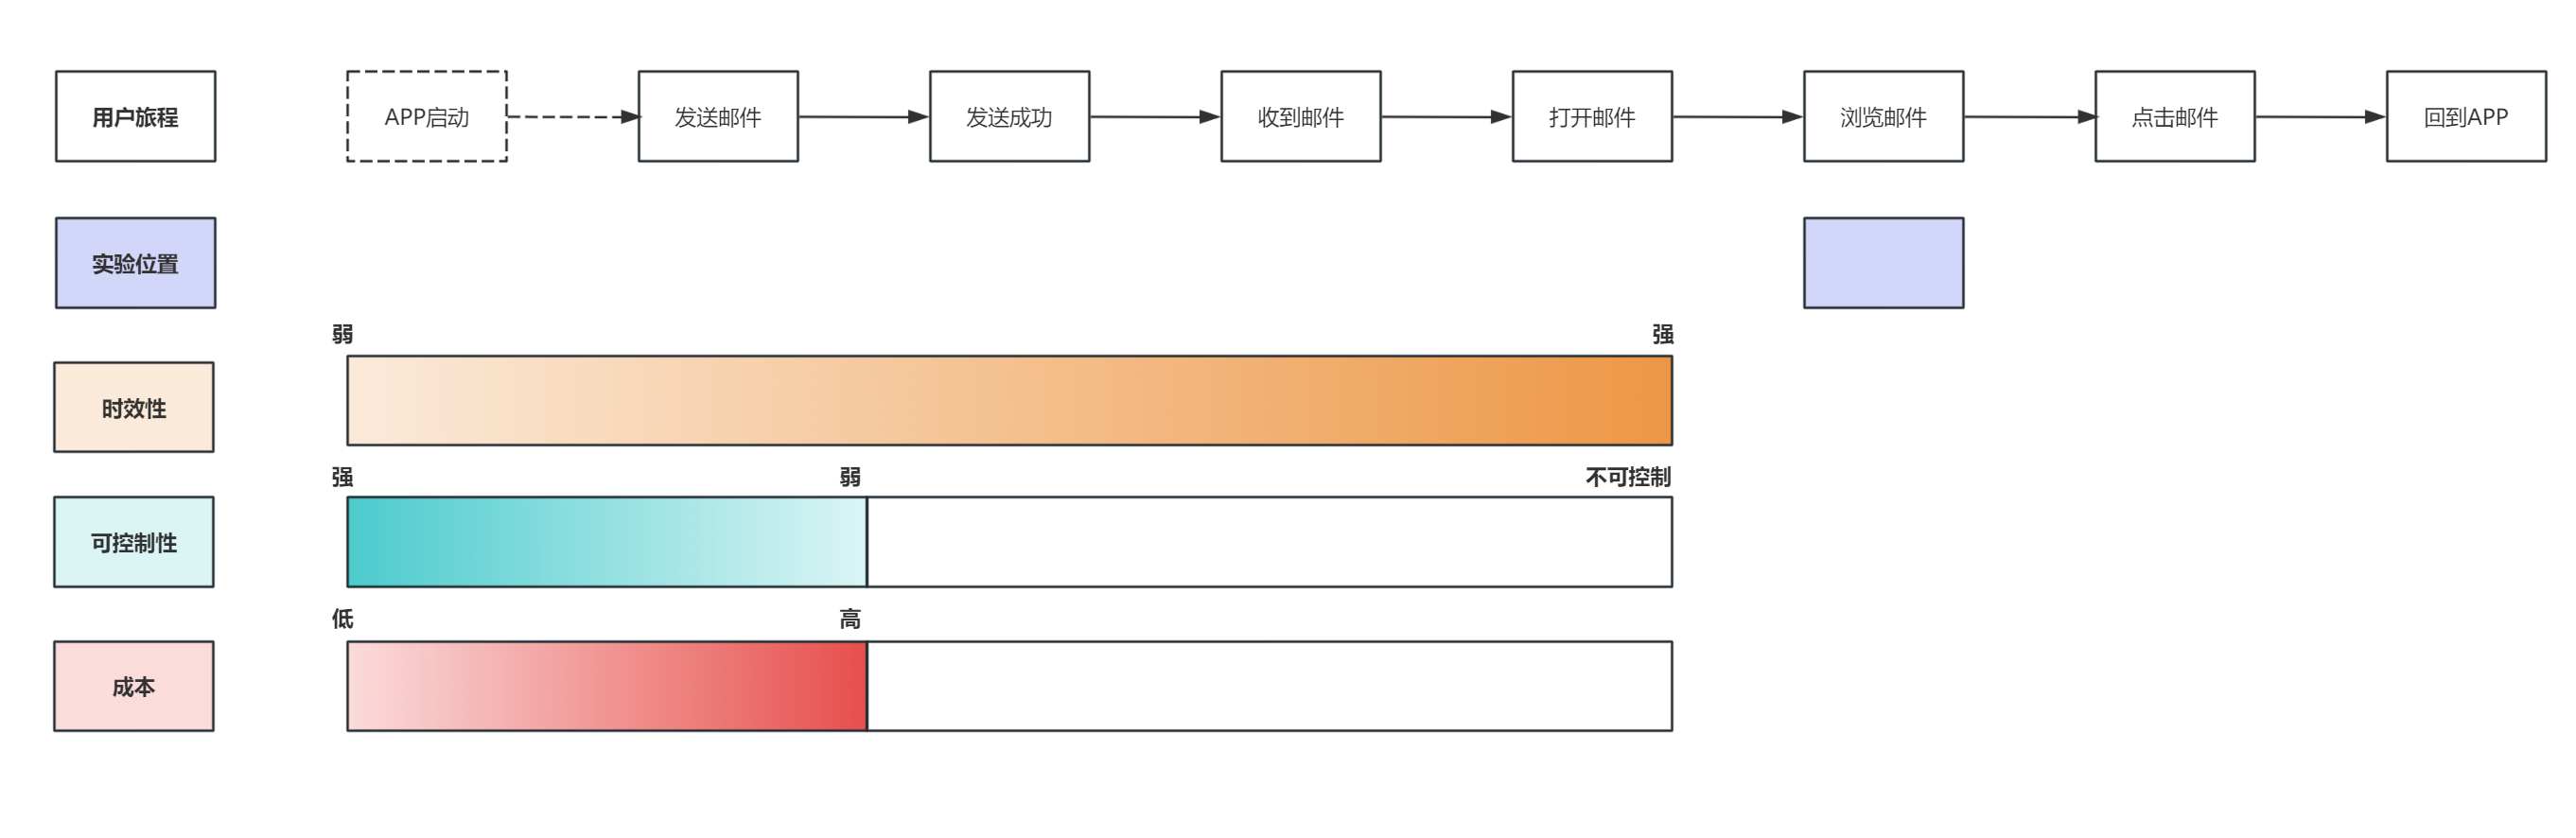 用户旅程
APP启动
发送邮件
发送成功
收到邮件
打开邮件
浏览邮件
点击邮件
回到APP
实验位置
弱
强
时效性
强
弱
不可控制
可控制性
低
高
成本